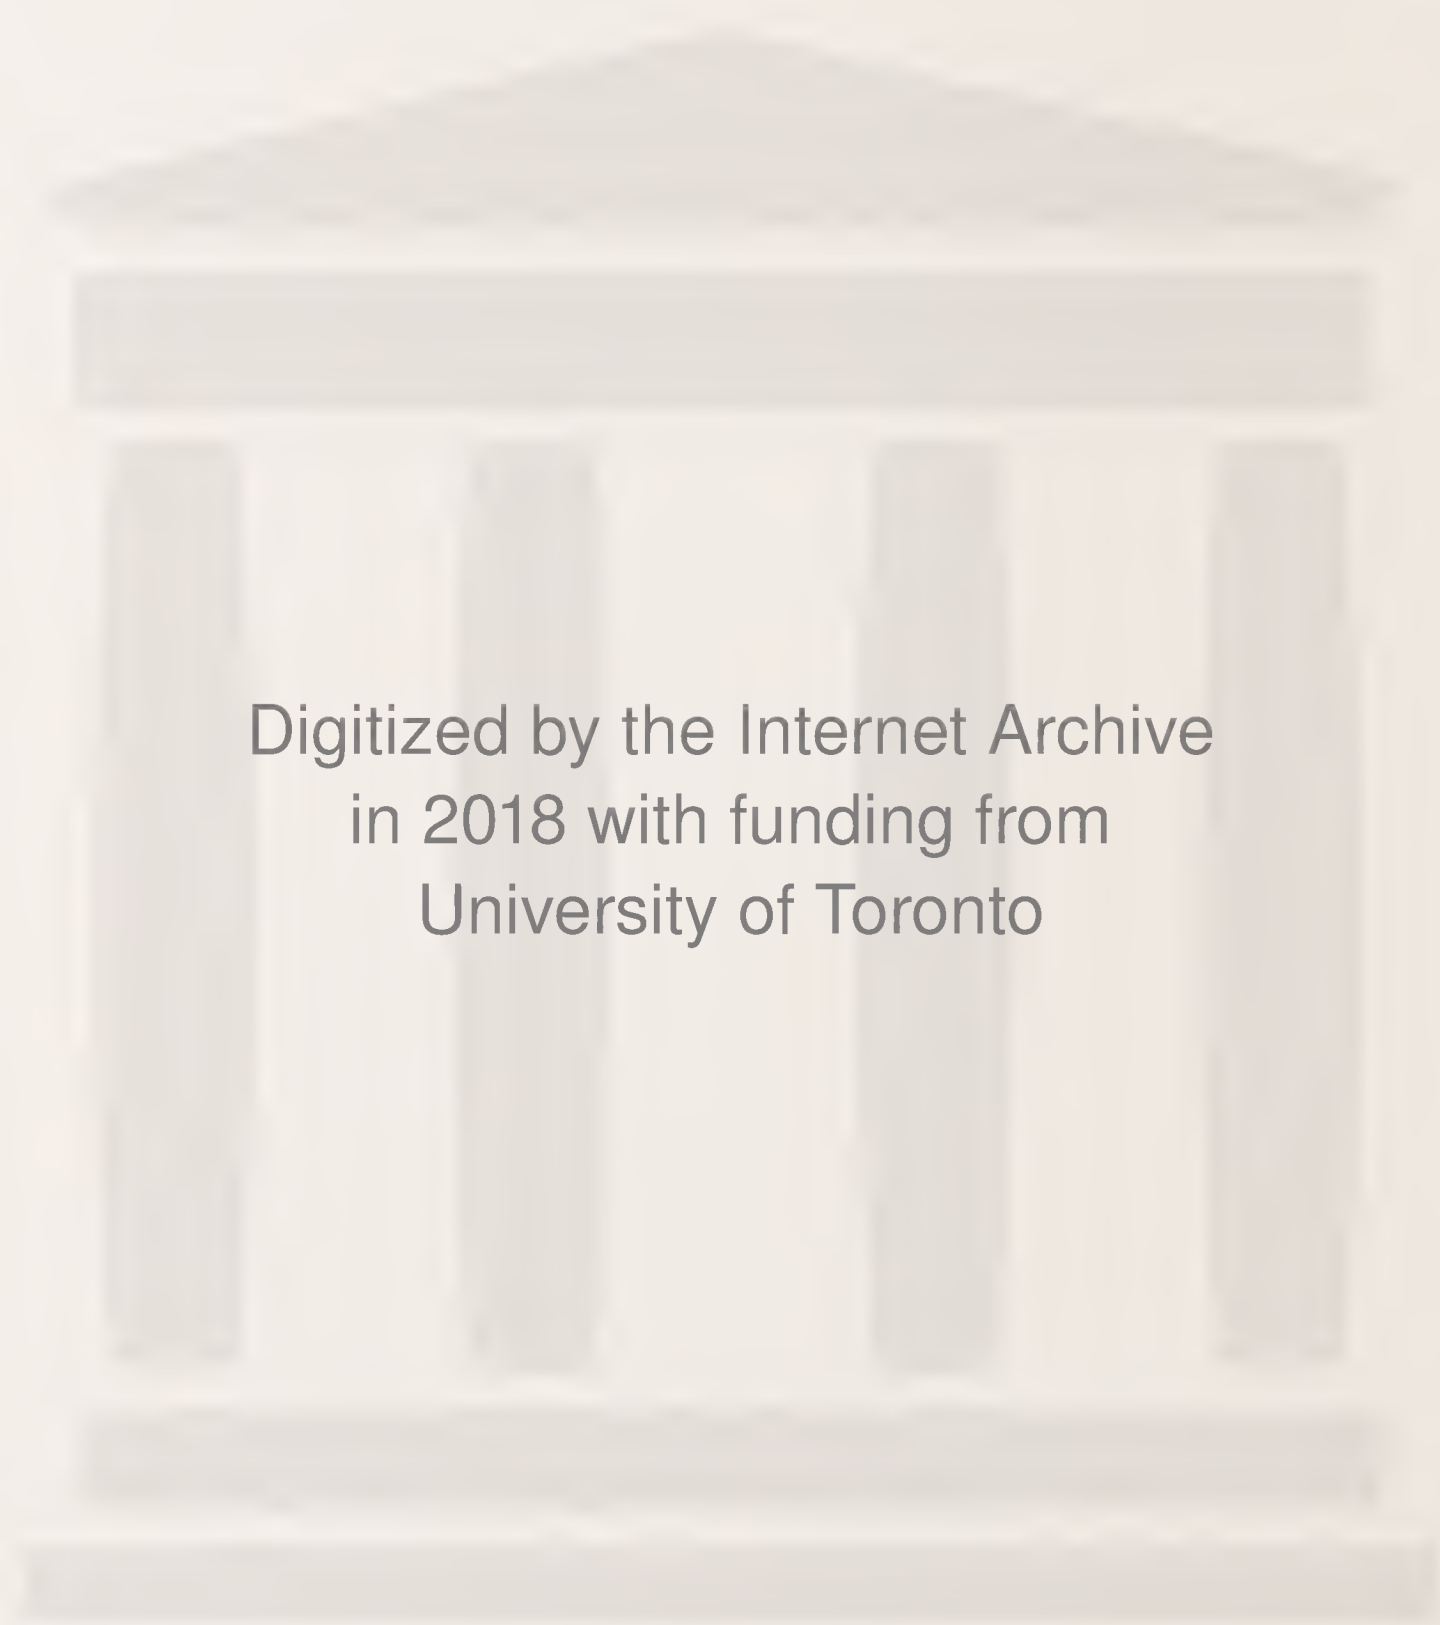 Digitized by the Internet Archive
in 2018 with funding from
University of Toronto